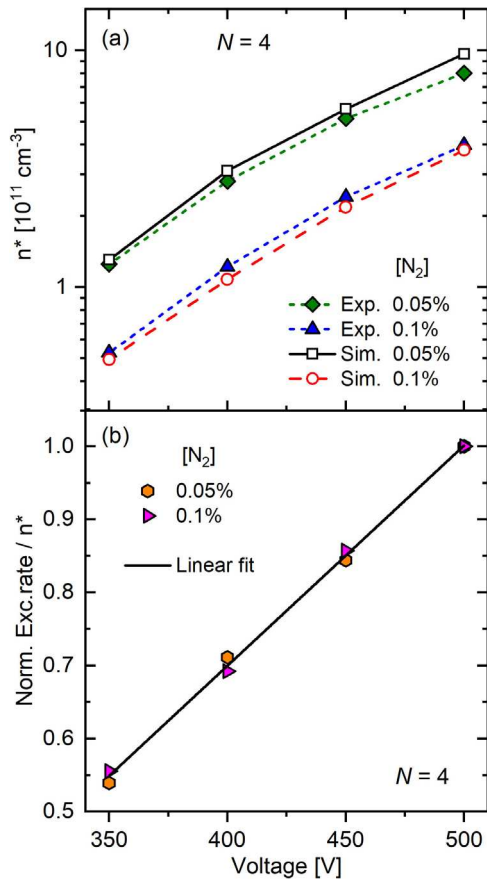 (a)
N = 4
10
1
n* [10¹¹ cm⁻³]
[N₂]
Exp. 0.05%
Exp. 0.1%
Sim. 0.05%
Sim. 0.1%
(b)
[N₂]
0.05%
0.1%
Linear fit
N = 4
1.0
0.9
0.8
0.7
0.6
0.5
Norm. Exc.rate / n*
350 400 450 500
Voltage [V]